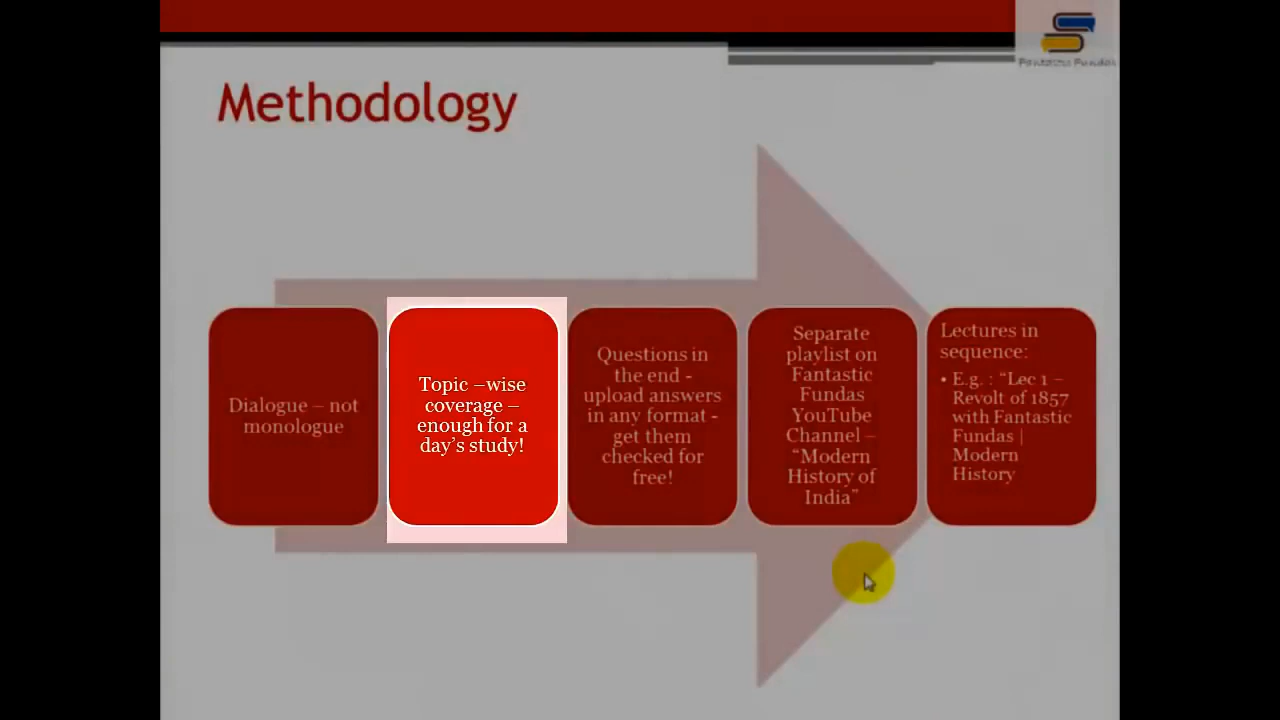 Methodology
Dialogue – not
monologue
Topic –wise
coverage –
enough for a
day's study!
Questions in
the end -
upload answers
in any format -
get them
checked for
free!
Separate
playlist on
Fantastic
Fundas
YouTube
Channel –
“Modern
History of
India”
Lectures in
sequence:
• E.g. : “Lec 1 –
Revolt of 1857
with Fantastic
Fundas |
Modern
History